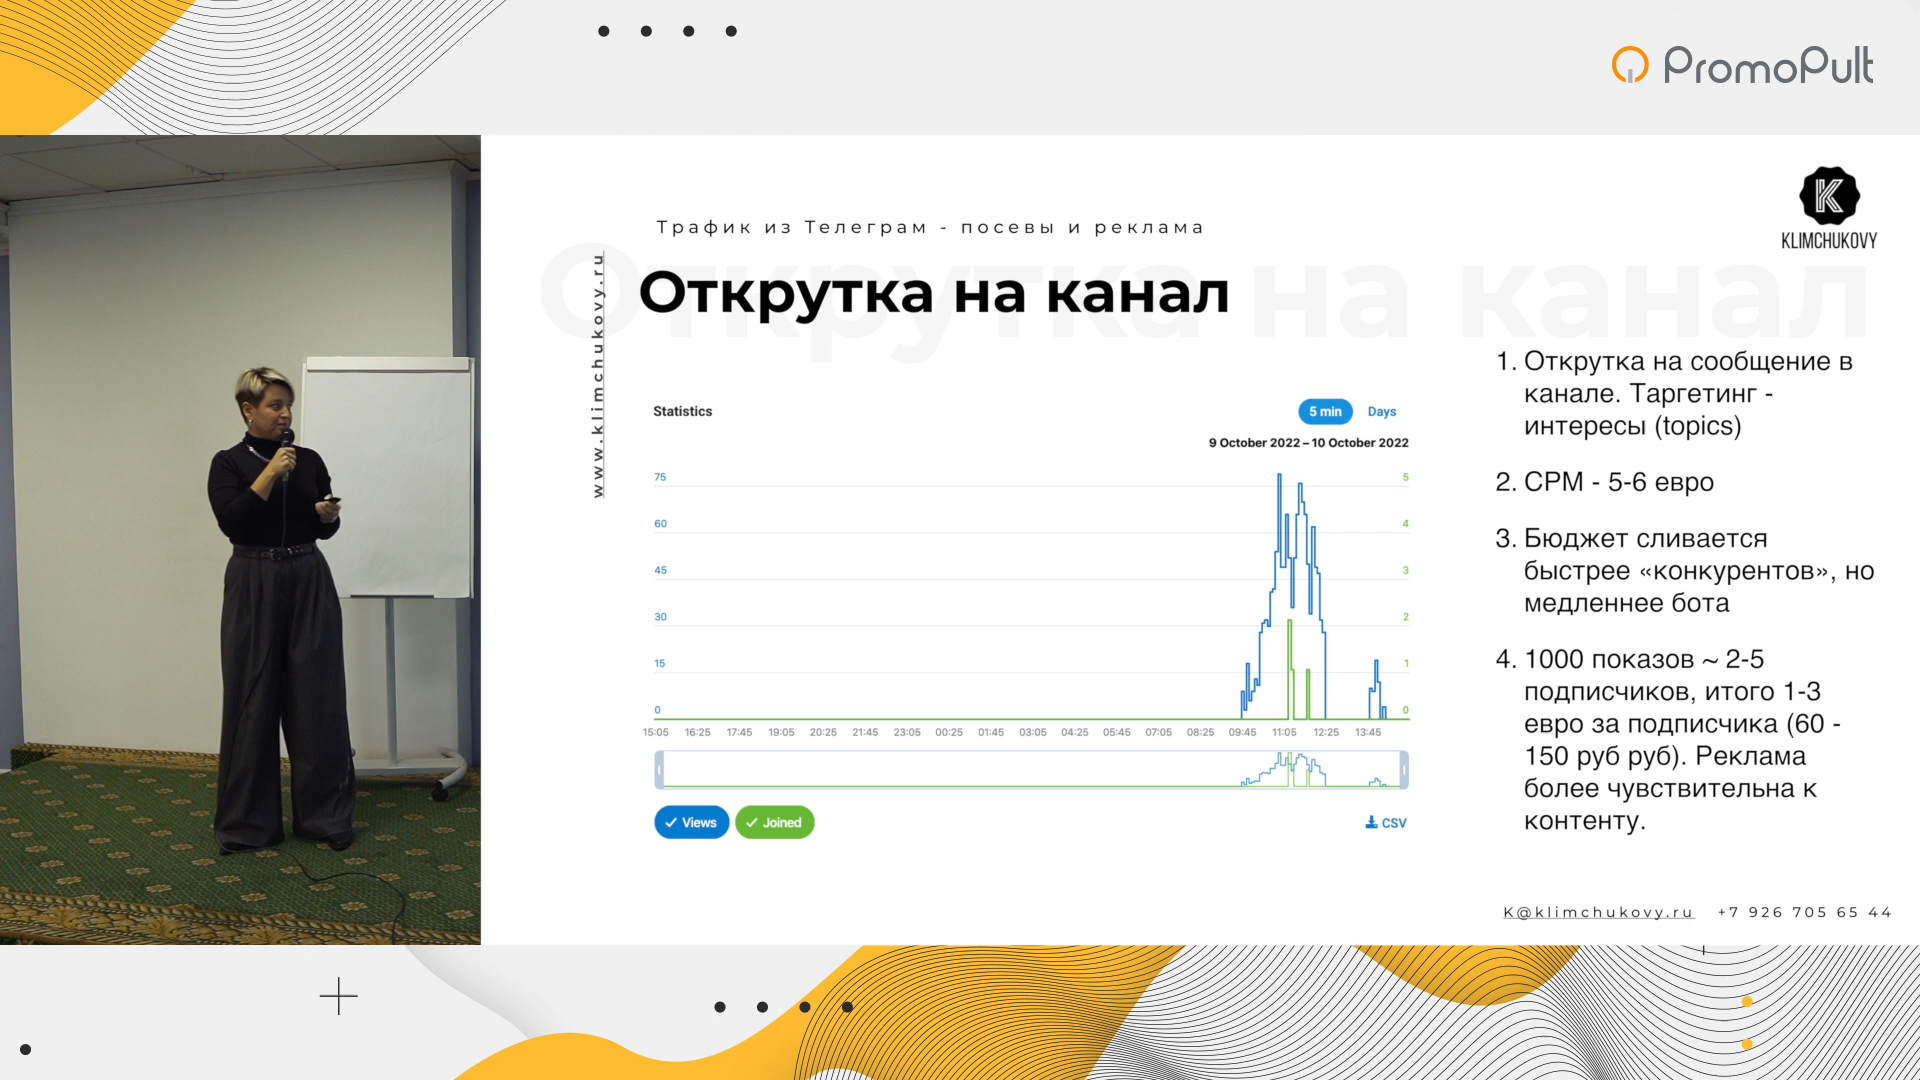 PromoPult
K
KLIMCHUKOVY
Трафик из Телеграм - посевы и реклама
www.klimchukovy.ru
Открутка на канал
Открутка на канал
Statistics
5 min
Days
9 October 2022 – 10 October 2022
75
60
45
30
15
0
5
4
3
2
1
0
15:05 16:25 17:45 19:05 20:25 21:45 23:05 00:25 01:45 03:05 04:25 05:45 07:05 08:25 09:45 11:05 12:25 13:45
Views
Joined
CSV
1. Открутка на сообщение в
канале. Таргетинг -
интересы (topics)
2. CPM - 5-6 евро
3. Бюджет сливается
быстрее «конкурентов», но
медленнее бота
4. 1000 показов ~ 2-5
подписчиков, итого 1-3
евро за подписчика (60 -
150 руб руб). Реклама
более чувствительна к
контенту.
K@klimchukovy.ru +7 926 705 65 44